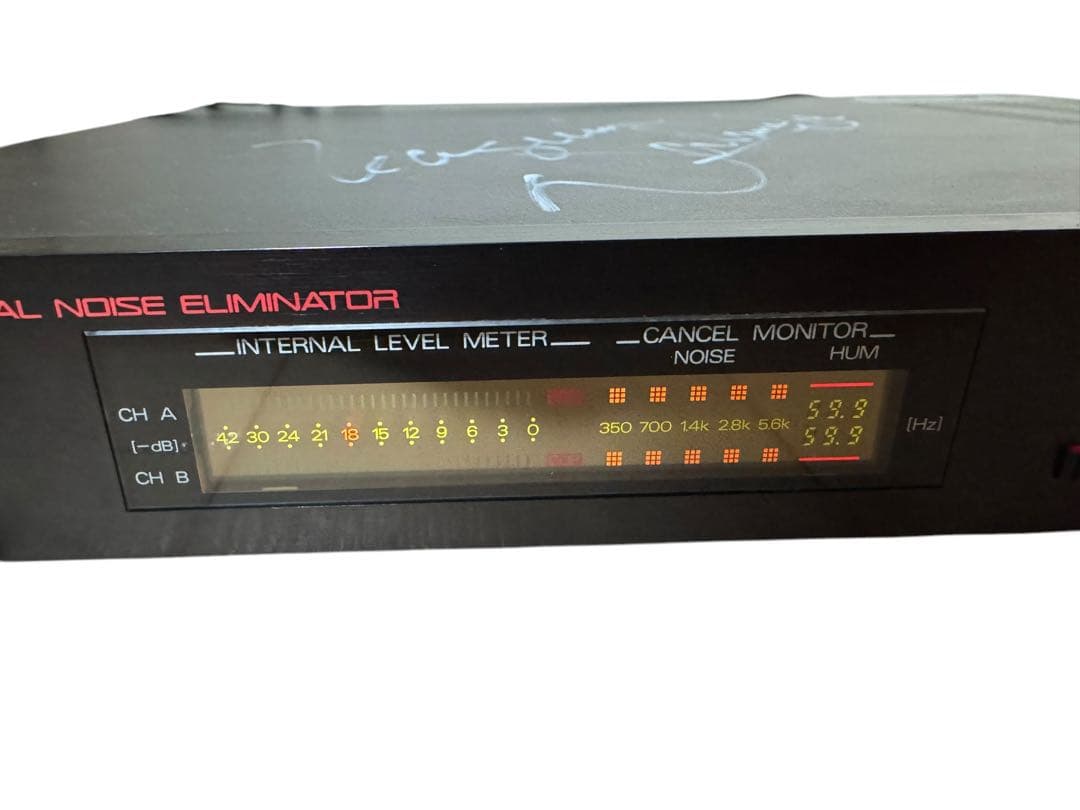 AL NOISE ELIMINATOR
INTERNAL LEVEL METER
CANCEL MONITOR
NOISE HUM
CH A
59.9
[-dB] 42 30 24 21 18 15 12 9 6 3 0
350 700 1.4k 2.8k 5.6k
[Hz]
59.9
CH B